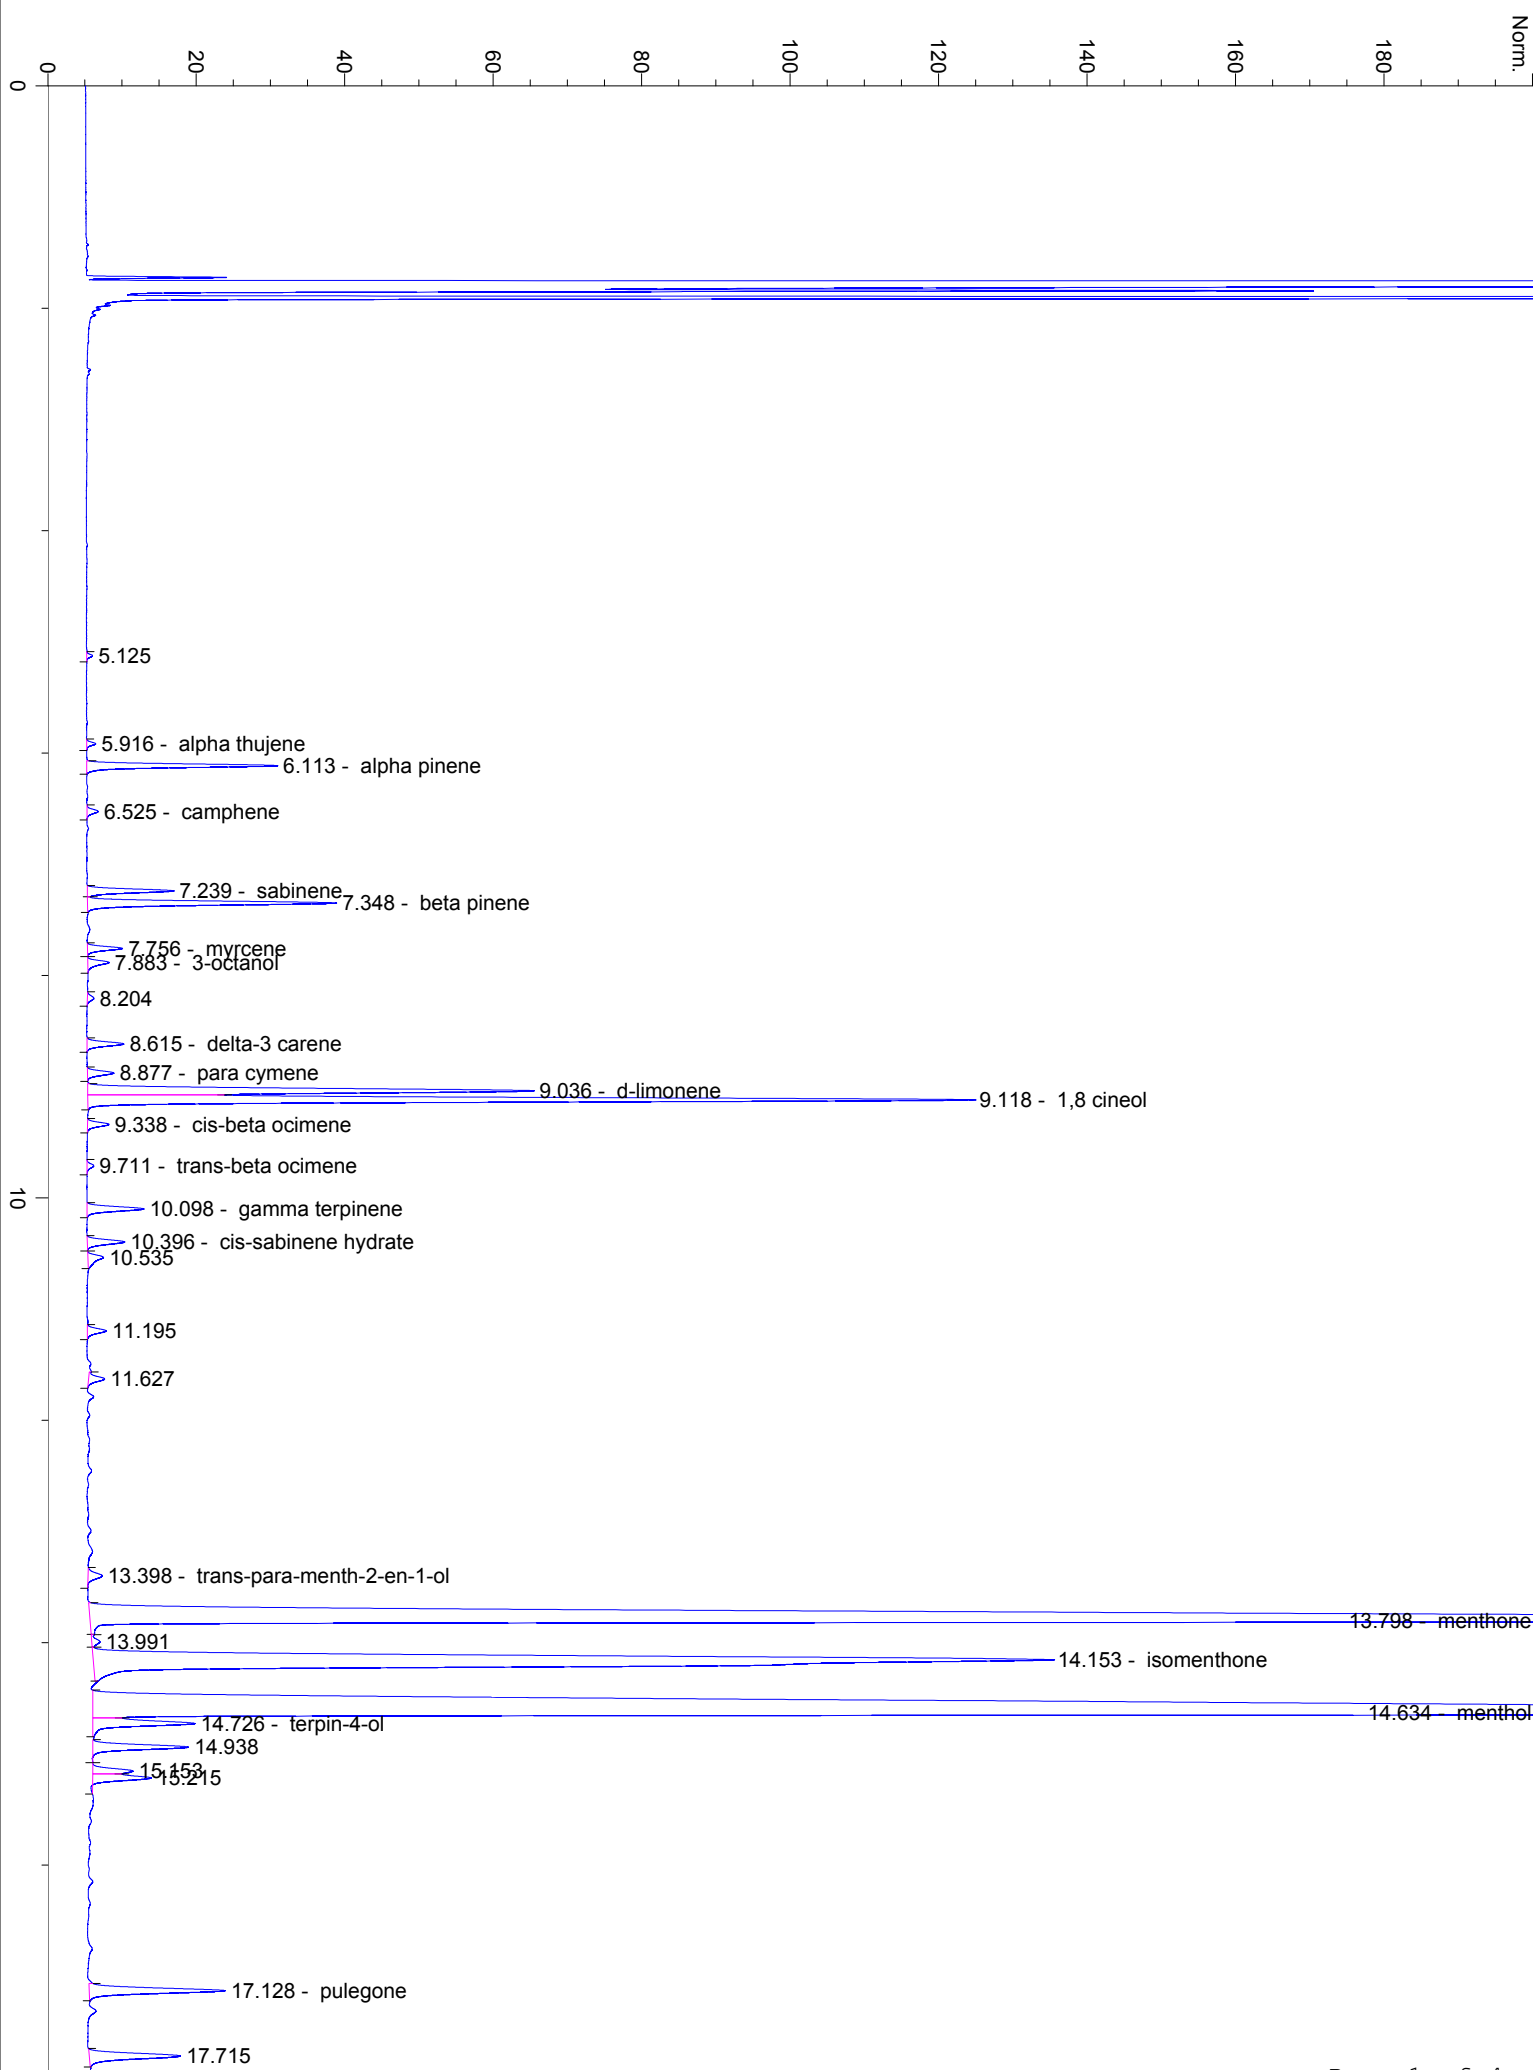 Norm.
0
20
40
60
80
100
120
140
160
180
0
5.125
5.916 - alpha thujene
6.113 - alpha pinene
6.525 - camphene
7.239 - sabinene
7.348 - beta pinene
7.756 - myrcene
7.883 - 3-octanol
8.204
8.615 - delta-3 carene
8.877 - para cymene
9.036 - d-limonene
9.118 - 1,8 cineol
9.338 - cis-beta ocimene
9.711 - trans-beta ocimene
10
10.098 - gamma terpinene
10.396 - cis-sabinene hydrate
10.535
11.195
11.627
13.398 - trans-para-menth-2-en-1-ol
13.798 - menthone
13.991
14.153 - isomenthone
14.634 - menthol
14.726 - terpin-4-ol
14.938
15.153
15.215
17.128 - pulegone
17.715